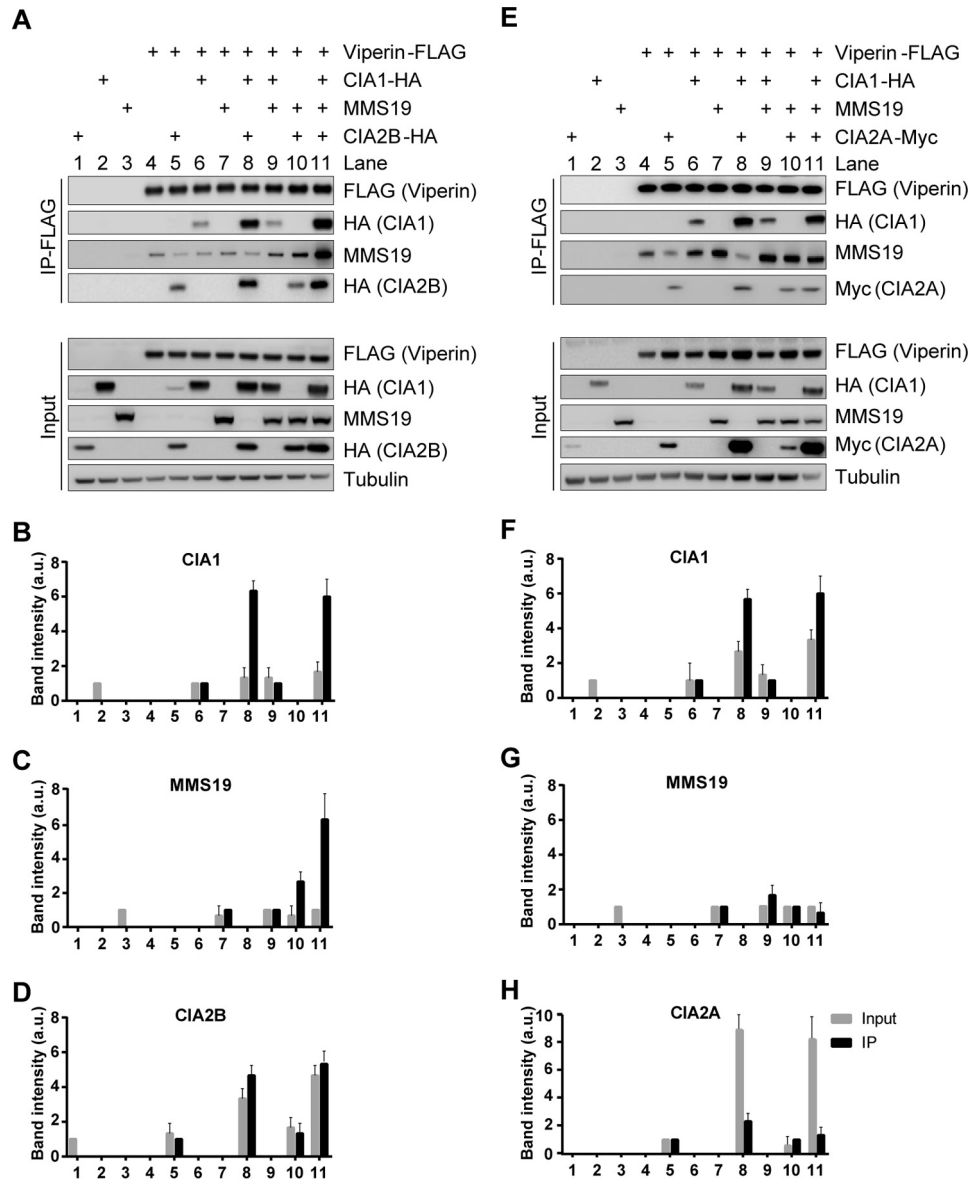 A
Viperin-FLAG + + + + + + + +
CIA1-HA + + + + +
MMS19 + + + + +
CIA2B-HA + + + + +
1 2 3 4 5 6 7 8 9 10 11 Lane
IP-FLAG
FLAG (Viperin)
HA (CIA1)
MMS19
HA (CIA2B)
Input
FLAG (Viperin)
HA (CIA1)
MMS19
HA (CIA2B)
Tubulin
B
CIA1
Band intensity (a.u.)
8
6
4
2
0
1 2 3 4 5 6 7 8 9 10 11
C
MMS19
Band intensity (a.u.)
8
6
4
2
0
1 2 3 4 5 6 7 8 9 10 11
D
CIA2B
Band intensity (a.u.)
8
6
4
2
0
1 2 3 4 5 6 7 8 9 10 11
E
Viperin-FLAG + + + + + + + +
CIA1-HA + + + + +
MMS19 + + + + +
CIA2A-Myc + + + + +
1 2 3 4 5 6 7 8 9 10 11 Lane
IP-FLAG
FLAG (Viperin)
HA (CIA1)
MMS19
Myc (CIA2A)
Input
FLAG (Viperin)
HA (CIA1)
MMS19
Myc (CIA2A)
Tubulin
F
CIA1
Band intensity (a.u.)
8
6
4
2
0
1 2 3 4 5 6 7 8 9 10 11
G
MMS19
Band intensity (a.u.)
8
6
4
2
0
1 2 3 4 5 6 7 8 9 10 11
H
CIA2A
Band intensity (a.u.)
10
8
6
4
2
0
1 2 3 4 5 6 7 8 9 10 11
Input
IP